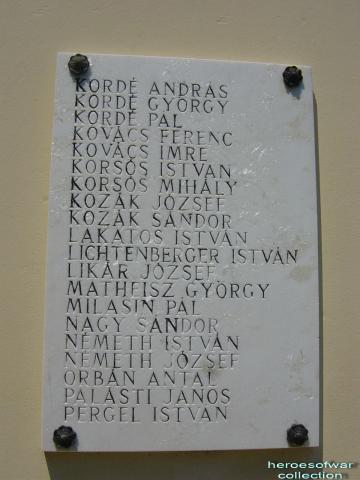 KORDÉ ANDRÁS
KORDÉ GYÖRGY
KORDÉ PÁL
KOVÁCS FERENC
KOVÁCS IMRE
KORSÓS ISTVÁN
KORSÓS MIHÁLY
KOZÁK JÓZSEF
KOZÁK SÁNDOR
LAKATOS ISTVÁN
LICHTENBERGER ISTVÁN
LIKÁR JÓZSEF
MATHEISZ GYÖRGY
MILASIN PÁL
NAGY SÁNDOR
NÉMETH ISTVÁN
NÉMETH JÓZSEF
ORBÁN ANTAL
PALÁSTI JÁNOS
PERGEL ISTVÁN
heroesofwar
collection